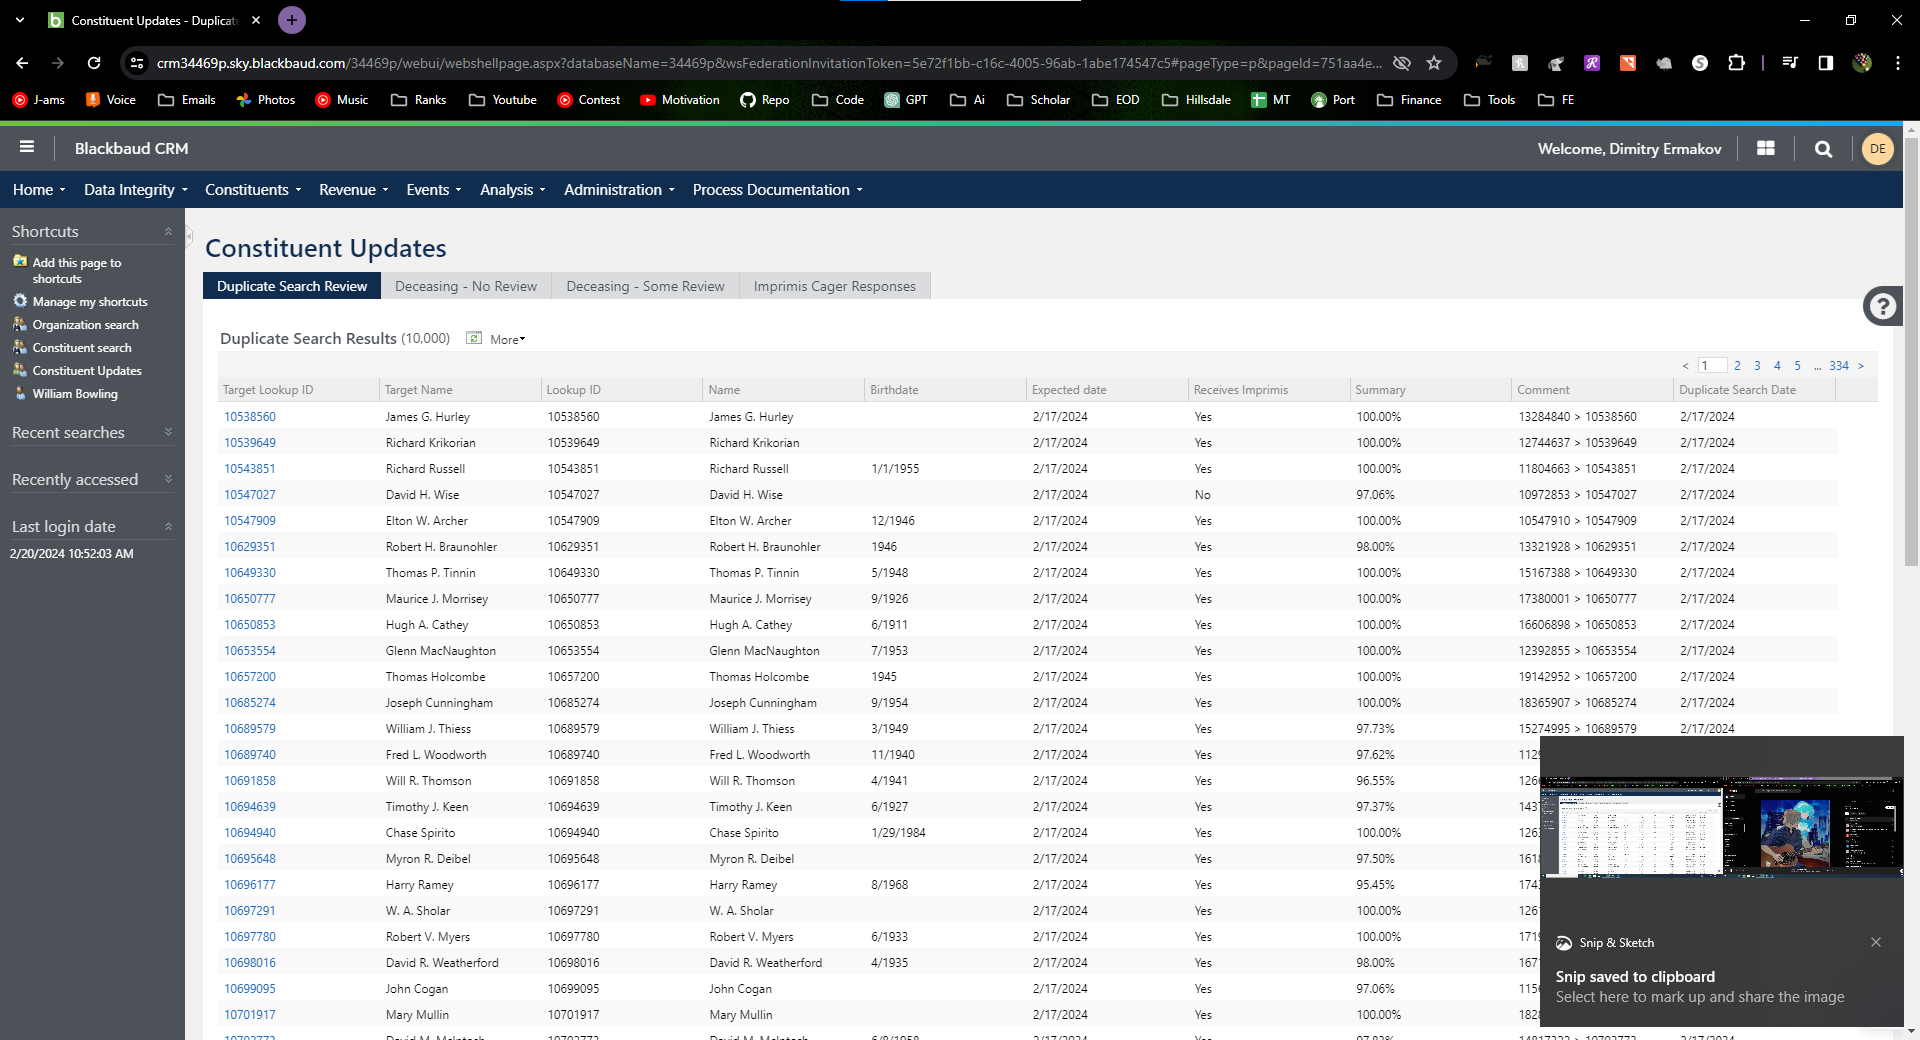 Constituent Updates - Duplicate
crm34469p.sky.blackbaud.com/34469p/webui/webshellpage.aspx?databaseName=34469p&wsFederationInvitationToken=5e72f1bb-c16c-4005-96ab-1abe174547c5#pageType=p&pageId=751aa4e...
J-ams Voice Emails Photos Music Ranks Youtube Contest Motivation Repo Code GPT Ai Scholar EOD Hillsdale MT Port Finance Tools FE
Blackbaud CRM
Welcome, Dimitry Ermakov
DE
Home Data Integrity Constituents Revenue Events Analysis Administration Process Documentation
Shortcuts
Add this page to
shortcuts
Manage my shortcuts
Organization search
Constituent search
Constituent Updates
William Bowling
Recent searches
Recently accessed
Last login date
2/20/2024 10:52:03 AM
Constituent Updates
Duplicate Search Review Deceasing - No Review Deceasing - Some Review Imprimis Cager Responses
?
Duplicate Search Results (10,000) More
< 1 2 3 4 5 ... 334 >
Target Lookup ID Target Name Lookup ID Name Birthdate Expected date Receives Imprimis Summary Comment Duplicate Search Date
10538560 James G. Hurley 10538560 James G. Hurley 2/17/2024 Yes 100.00% 13284840 > 10538560 2/17/2024
10539649 Richard Krikorian 10539649 Richard Krikorian 2/17/2024 Yes 100.00% 12744637 > 10539649 2/17/2024
10543851 Richard Russell 10543851 Richard Russell 1/1/1955 2/17/2024 Yes 100.00% 11804663 > 10543851 2/17/2024
10547027 David H. Wise 10547027 David H. Wise 2/17/2024 No 97.06% 10972853 > 10547027 2/17/2024
10547909 Elton W. Archer 10547909 Elton W. Archer 12/1946 2/17/2024 Yes 100.00% 10547910 > 10547909 2/17/2024
10629351 Robert H. Braunohler 10629351 Robert H. Braunohler 1946 2/17/2024 Yes 98.00% 13321928 > 10629351 2/17/2024
10649330 Thomas P. Tinnin 10649330 Thomas P. Tinnin 5/1948 2/17/2024 Yes 100.00% 15167388 > 10649330 2/17/2024
10650777 Maurice J. Morrisey 10650777 Maurice J. Morrisey 9/1926 2/17/2024 Yes 100.00% 17380001 > 10650777 2/17/2024
10650853 Hugh A. Cathey 10650853 Hugh A. Cathey 6/1911 2/17/2024 Yes 100.00% 16606898 > 10650853 2/17/2024
10653554 Glenn MacNaughton 10653554 Glenn MacNaughton 7/1953 2/17/2024 Yes 100.00% 12392855 > 10653554 2/17/2024
10657200 Thomas Holcombe 10657200 Thomas Holcombe 1945 2/17/2024 Yes 100.00% 19142952 > 10657200 2/17/2024
10685274 Joseph Cunningham 10685274 Joseph Cunningham 9/1954 2/17/2024 Yes 100.00% 18365907 > 10685274 2/17/2024
10689579 William J. Thiess 10689579 William J. Thiess 3/1949 2/17/2024 Yes 97.73% 15274995 > 10689579 2/17/2024
10689740 Fred L. Woodworth 10689740 Fred L. Woodworth 11/1940 2/17/2024 Yes 97.62%
10691858 Will R. Thomson 10691858 Will R. Thomson 4/1941 2/17/2024 Yes 96.55%
10694639 Timothy J. Keen 10694639 Timothy J. Keen 6/1927 2/17/2024 Yes 97.37%
10694940 Chase Spirito 10694940 Chase Spirito 1/29/1984 2/17/2024 Yes 100.00%
10695648 Myron R. Deibel 10695648 Myron R. Deibel 2/17/2024 Yes 97.50%
10696177 Harry Ramey 10696177 Harry Ramey 8/1968 2/17/2024 Yes 95.45%
10697291 W. A. Sholar 10697291 W. A. Sholar 2/17/2024 Yes 100.00%
10697780 Robert V. Myers 10697780 Robert V. Myers 6/1933 2/17/2024 Yes 100.00%
10698016 David R. Weatherford 10698016 David R. Weatherford 4/1935 2/17/2024 Yes 98.00%
10699095 John Cogan 10699095 John Cogan 2/17/2024 Yes 97.06%
10701917 Mary Mullin 10701917 Mary Mullin 2/17/2024 Yes 100.00%
Snip & Sketch
Snip saved to clipboard
Select here to mark up and share the image